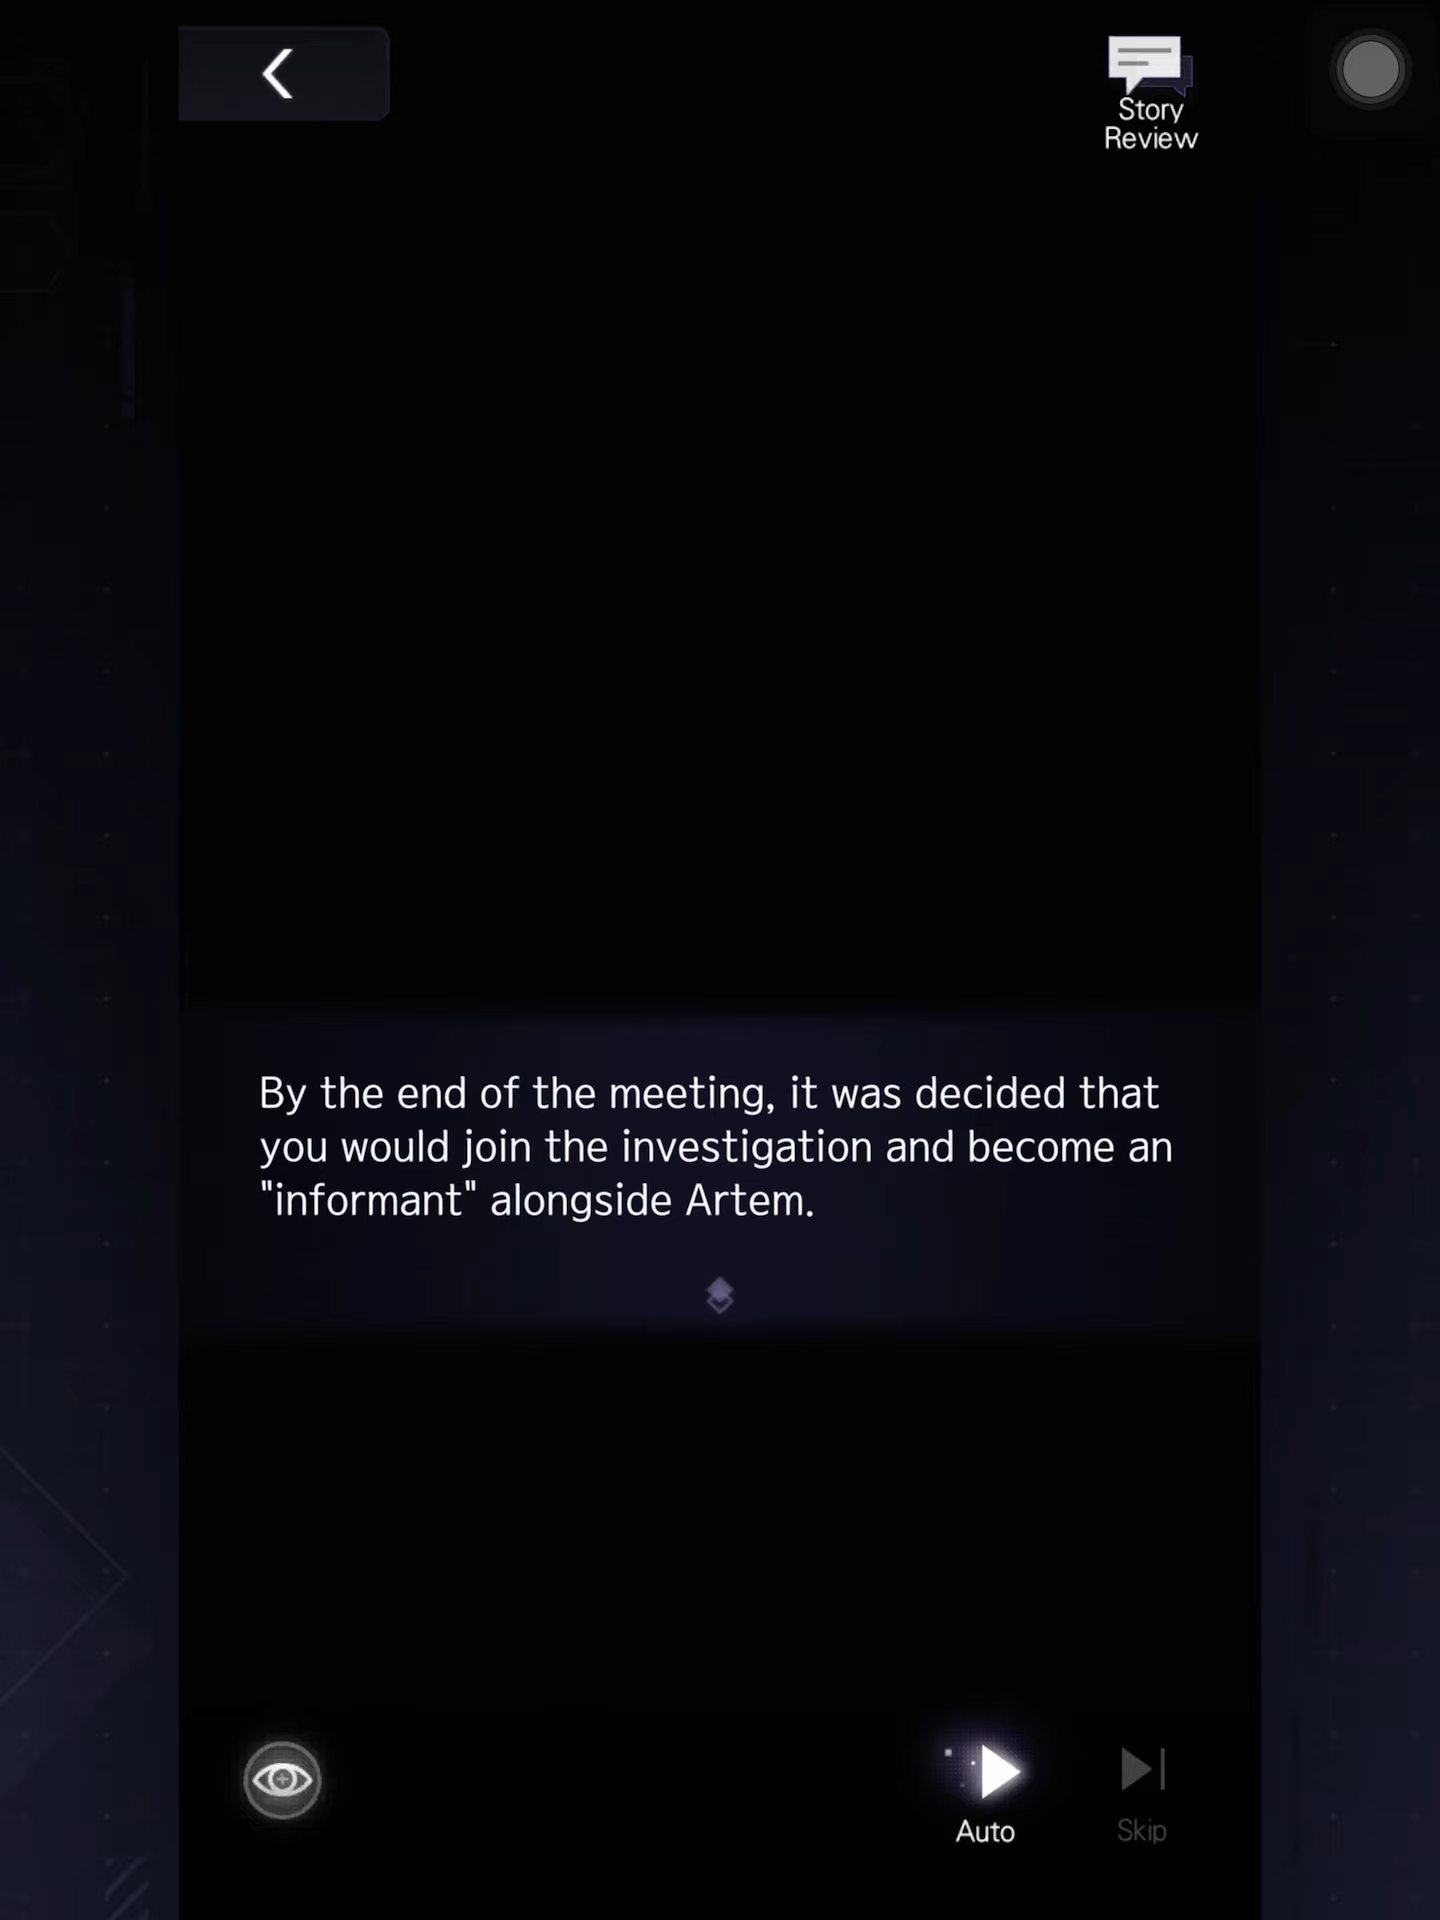 Story
Review
By the end of the meeting, it was decided that
you would join the investigation and become an
"informant" alongside Artem.
Auto
Skip